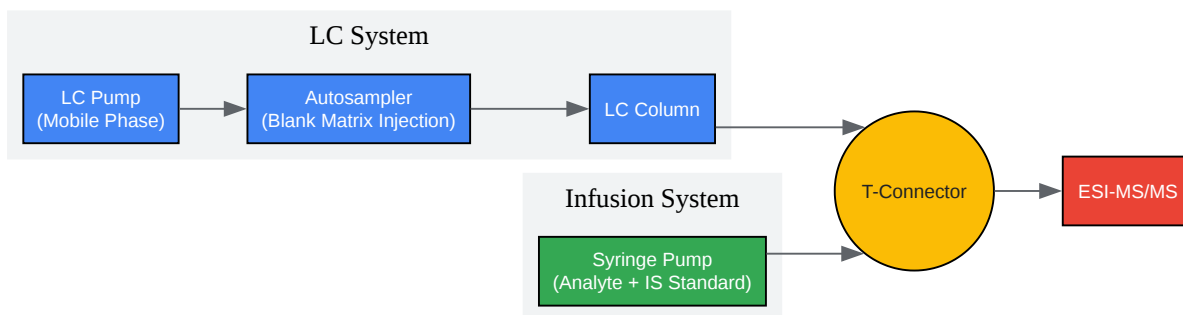 LC System
LC Pump
(Mobile Phase)
Autosampler
(Blank Matrix Injection)
LC Column
Infusion System
Syringe Pump
(Analyte + IS Standard)
T-Connector
ESI-MS/MS